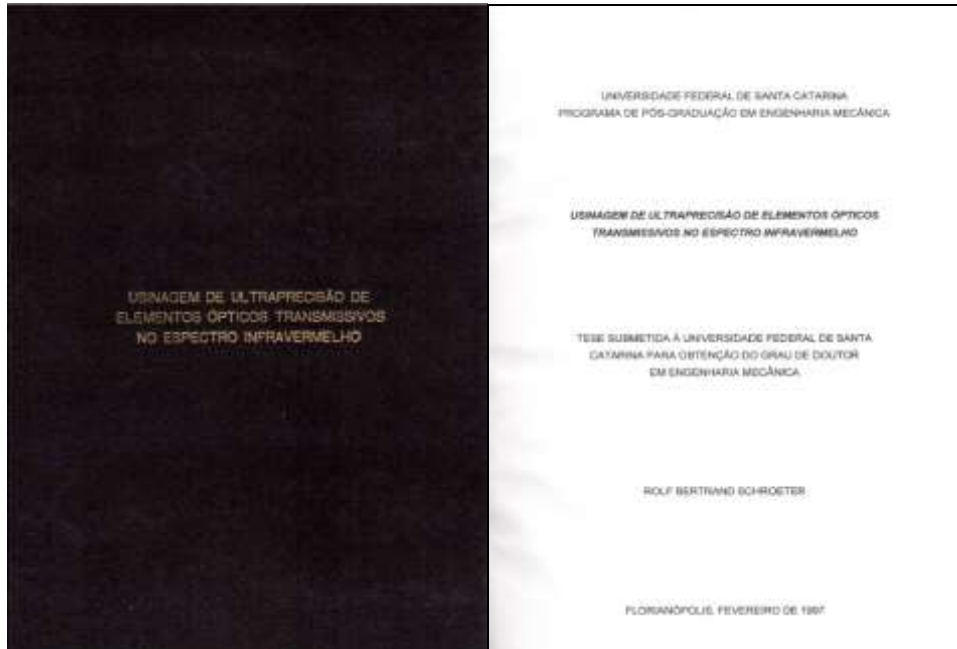 USINAGEM DE ULTRAPRECISÃO DE
ELEMENTOS ÓPTICOS TRANSMISSIVOS
NO ESPECTRO INFRAVERMELHO
UNIVERSIDADE FEDERAL DE SANTA CATARINA
PROGRAMA DE PÓS-GRADUAÇÃO EM ENGENHARIA MECÂNICA
USINAGEM DE ULTRAPRECISÃO DE ELEMENTOS ÓPTICOS
TRANSMISSIVOS NO ESPECTRO INFRAVERMELHO
TESE SUBMETIDA À UNIVERSIDADE FEDERAL DE SANTA
CATARINA PARA OBTENÇÃO DO GRAU DE DOUTOR
EM ENGENHARIA MECÂNICA
ROLF BERTRAND SCHROETER
FLORIANÓPOLIS, FEVEREIRO DE 1997